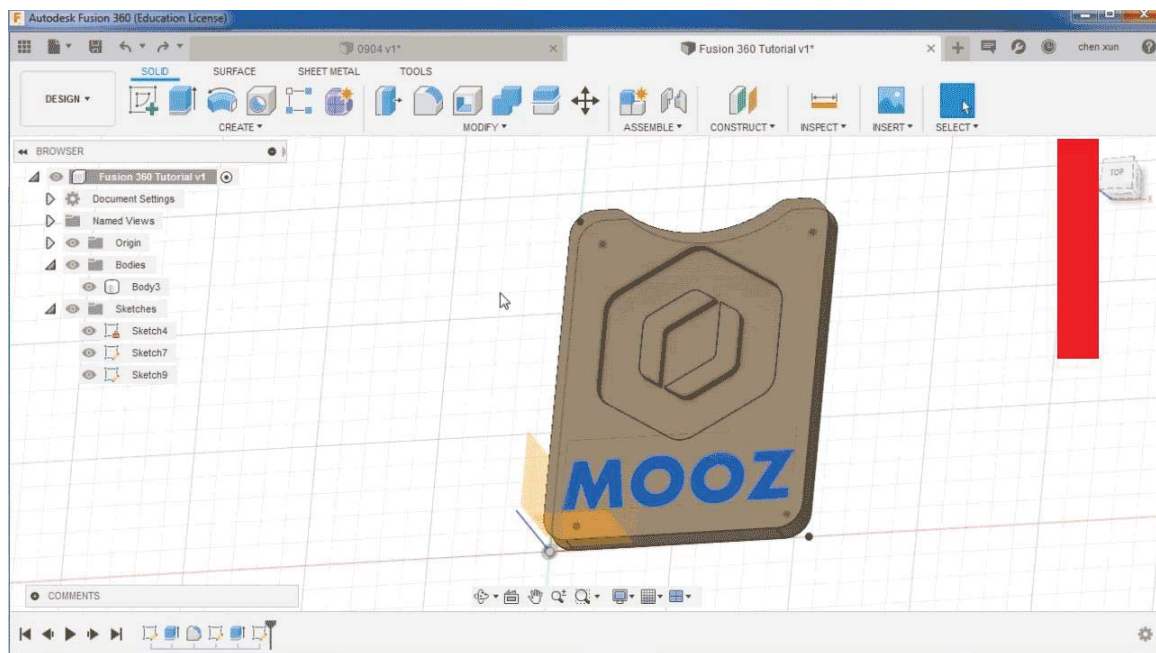 F Autodesk Fusion 360 (Education License)
0904 v1*
Fusion 360 Tutorial v1*
chen xun
SOLID SURFACE SHEET METAL TOOLS
DESIGN
CREATE MODIFY ASSEMBLE CONSTRUCT INSPECT INSERT SELECT
BROWSER
Fusion 360 Tutorial v1
Document Settings
Named Views
Origin
Bodies
Body3
Sketches
Sketch4
Sketch7
Sketch9
TOP
X
MOOZ
COMMENTS